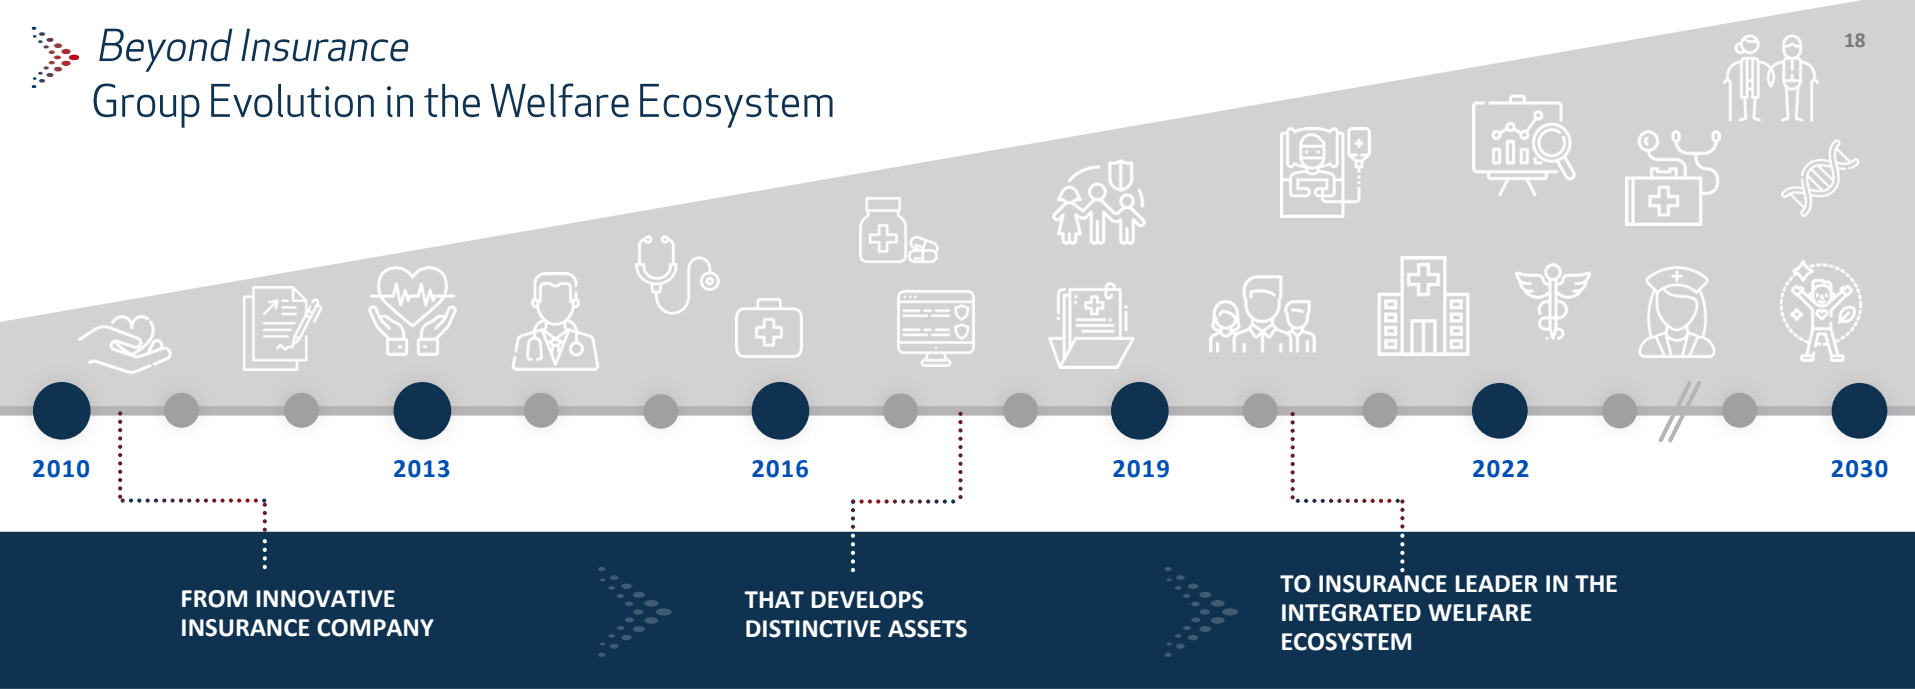 Beyond Insurance
Group Evolution in the Welfare Ecosystem
18
2010
2013
2016
2019
2022
2030
FROM INNOVATIVE
INSURANCE COMPANY
THAT DEVELOPS
DISTINCTIVE ASSETS
TO INSURANCE LEADER IN THE
INTEGRATED WELFARE
ECOSYSTEM